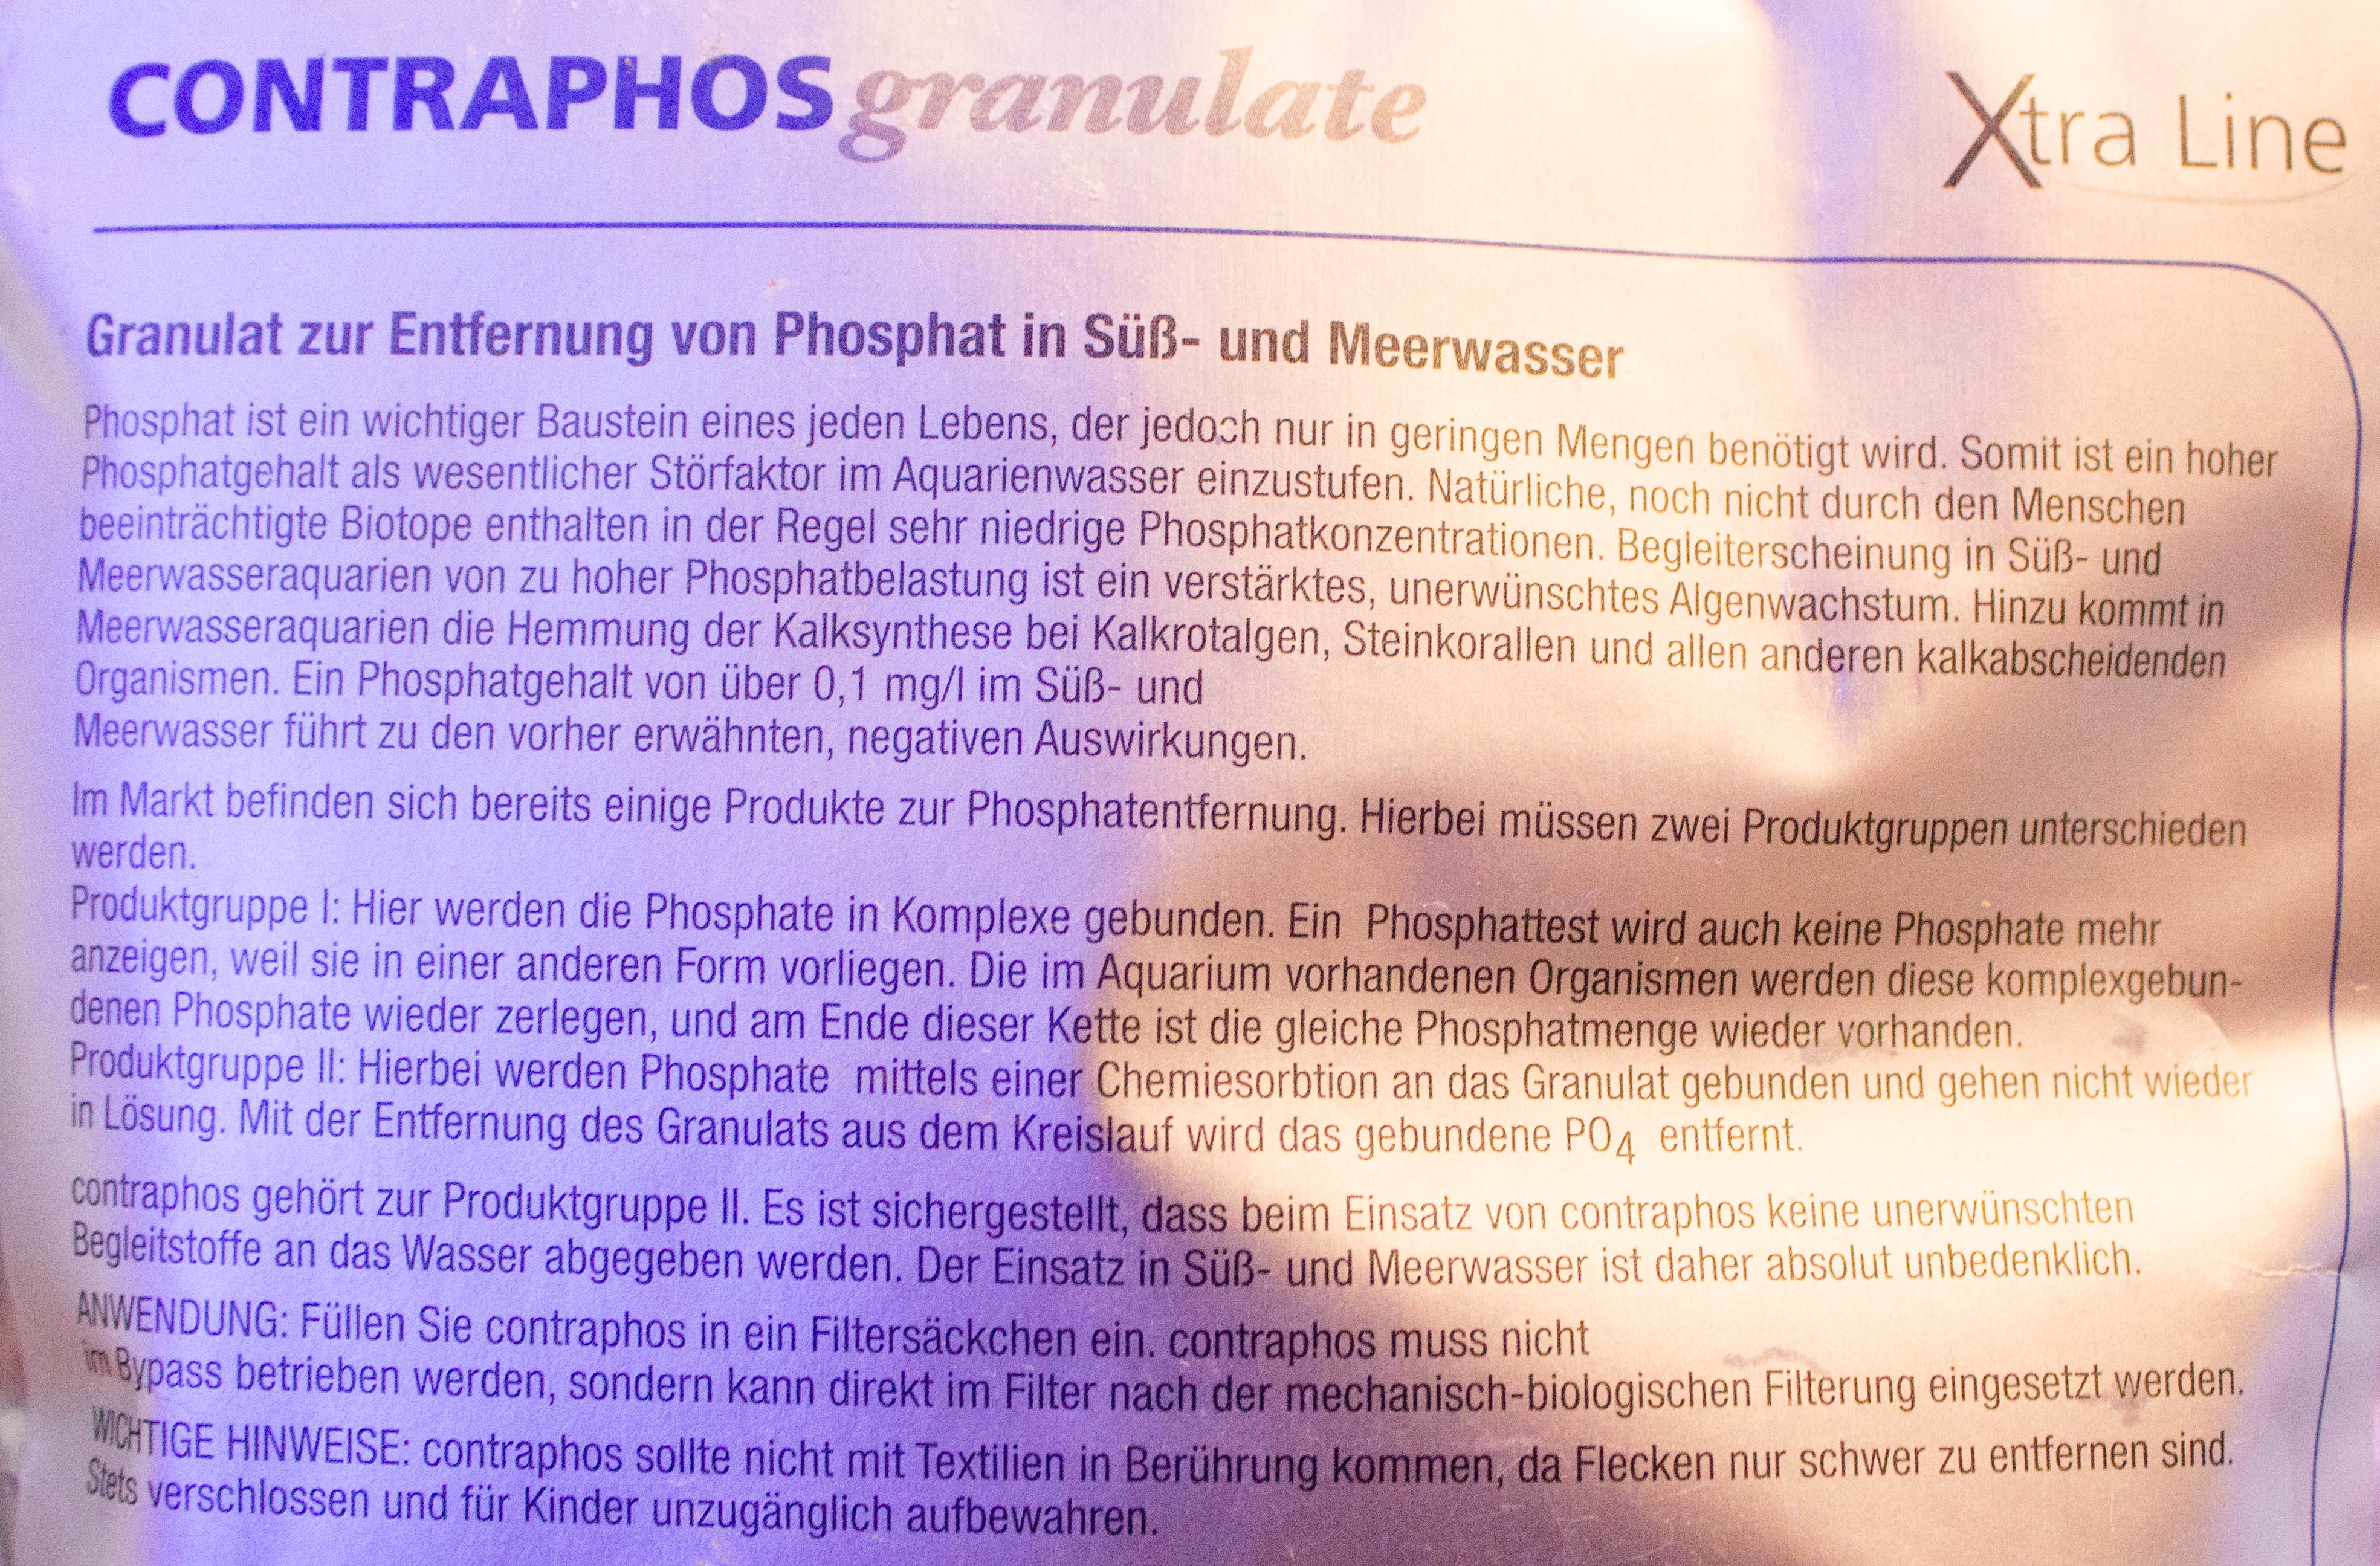 CONTRAPHOS granulate
Xtra Line
Granulat zur Entfernung von Phosphat in Süß- und Meerwasser
Phosphat ist ein wichtiger Baustein eines jeden Lebens, der jedoch nur in geringen Mengen benötigt wird. Somit ist ein hoher
Phosphatgehalt als wesentlicher Störfaktor im Aquarienwasser einzustufen. Natürliche, noch nicht durch den Menschen
beeinträchtigte Biotope enthalten in der Regel sehr niedrige Phosphatkonzentrationen. Begleiterscheinung in Süß- und
Meerwasseraquarien von zu hoher Phosphatbelastung ist ein verstärktes, unerwünschtes Algenwachstum. Hinzu kommt in
Meerwasseraquarien die Hemmung der Kalksynthese bei Kalkrotalgen, Steinkorallen und allen anderen kalkabscheidenden
Organismen. Ein Phosphatgehalt von über 0,1 mg/l im Süß- und
Meerwasser führt zu den vorher erwähnten, negativen Auswirkungen.
Im Markt befinden sich bereits einige Produkte zur Phosphatentfernung. Hierbei müssen zwei Produktgruppen unterschieden
werden.
Produktgruppe I: Hier werden die Phosphate in Komplexe gebunden. Ein Phosphattest wird auch keine Phosphate mehr
anzeigen, weil sie in einer anderen Form vorliegen. Die im Aquarium vorhandenen Organismen werden diese komplexgebun-
denen Phosphate wieder zerlegen, und am Ende dieser Kette ist die gleiche Phosphatmenge wieder vorhanden.
Produktgruppe II: Hierbei werden Phosphate mittels einer Chemiesorbtion an das Granulat gebunden und gehen nicht wieder
in Lösung. Mit der Entfernung des Granulats aus dem Kreislauf wird das gebundene PO4 entfernt.
contraphos gehört zur Produktgruppe II. Es ist sichergestellt, dass beim Einsatz von contraphos keine unerwünschten
Begleitstoffe an das Wasser abgegeben werden. Der Einsatz in Süß- und Meerwasser ist daher absolut unbedenklich.
ANWENDUNG: Füllen Sie contraphos in ein Filtersäckchen ein. contraphos muss nicht
im Bypass betrieben werden, sondern kann direkt im Filter nach der mechanisch-biologischen Filterung eingesetzt werden.
WICHTIGE HINWEISE: contraphos sollte nicht mit Textilien in Berührung kommen, da Flecken nur schwer zu entfernen sind.
Stets verschlossen und für Kinder unzugänglich aufbewahren.